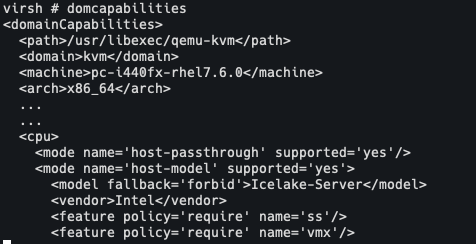 virsh # domcapabilities
<domainCapabilities>
  <path>/usr/libexec/qemu-kvm</path>
  <domain>kvm</domain>
  <machine>pc-i440fx-rhel7.6.0</machine>
  <arch>x86_64</arch>
  ...
  ...
  <cpu>
    <mode name='host-passthrough' supported='yes'/>
    <mode name='host-model' supported='yes'>
      <model fallback='forbid'>Icelake-Server</model>
      <vendor>Intel</vendor>
      <feature policy='require' name='ss'/>
      <feature policy='require' name='vmx'/>